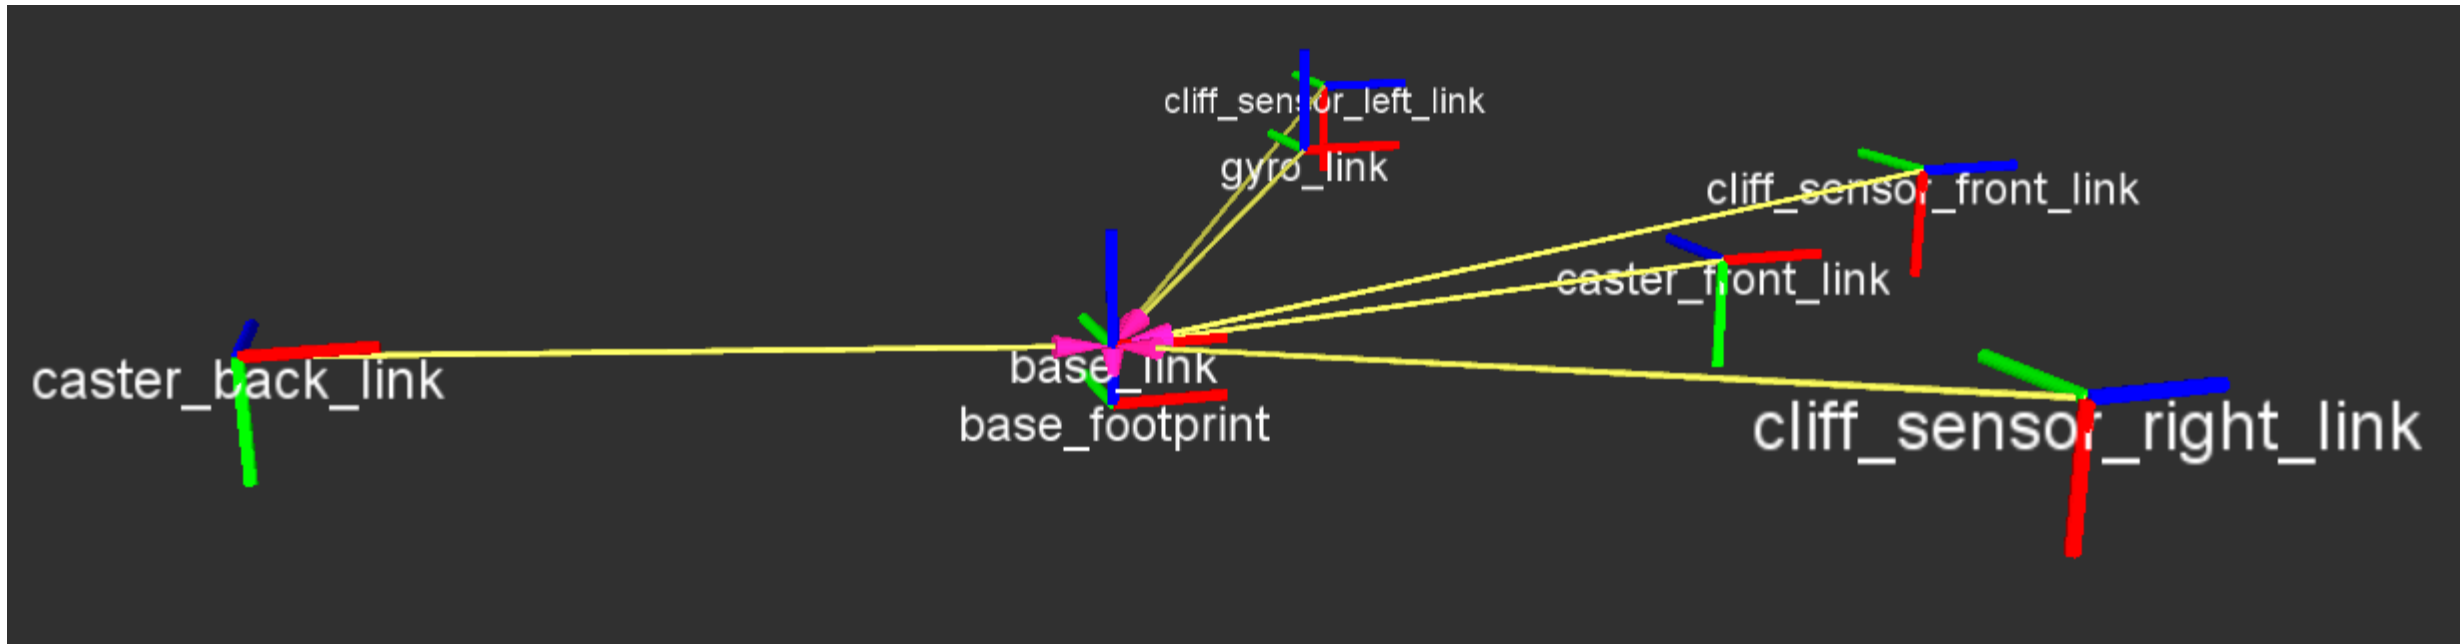 cliff_sensor_left_link
gyro_link
cliff_sensor_front_link
caster_front_link
caster_back_link
base_link
base_footprint
cliff_sensor_right_link